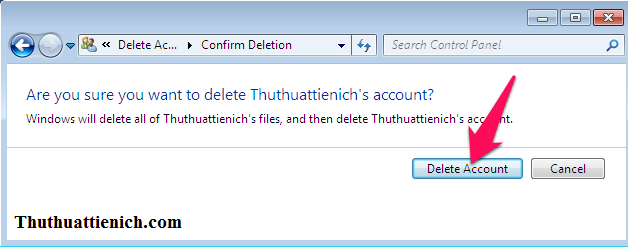 « Delete Ac... Confirm Deletion Search Control Panel
Are you sure you want to delete Thuthuattienich's account?
Windows will delete all of Thuthuattienich's files, and then delete Thuthuattienich's account.
Delete Account Cancel
Thuthuattienich.com